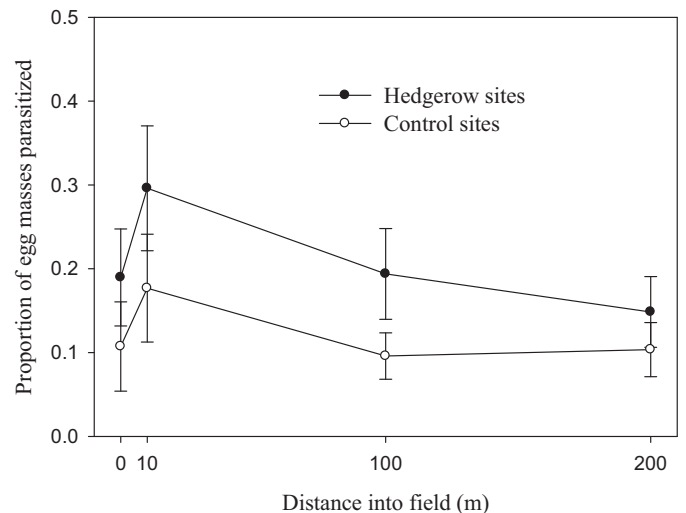 0.5
0.4
0.3
0.2
0.1
0.0
Proportion of egg masses parasitized
Hedgerow sites
Control sites
0 10 100 200
Distance into field (m)